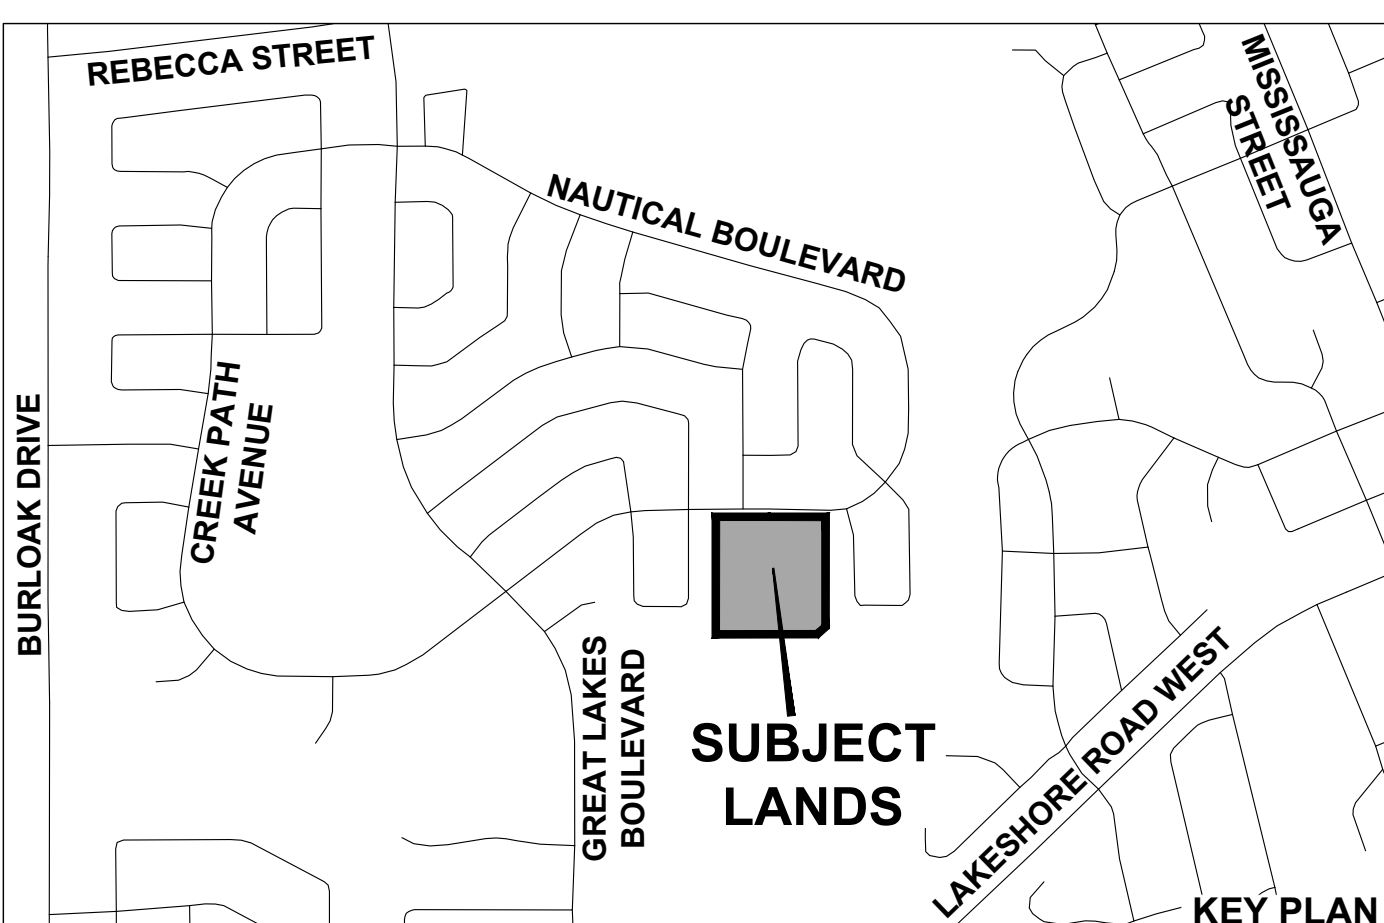 REBECCA STREET
MISSISSAUGA
STREET
NAUTICAL BOULEVARD
BURLOAK DRIVE
CREEK PATH
AVENUE
GREAT LAKES
BOULEVARD
SUBJECT
LANDS
LAKESHORE ROAD WEST
KEY PLAN